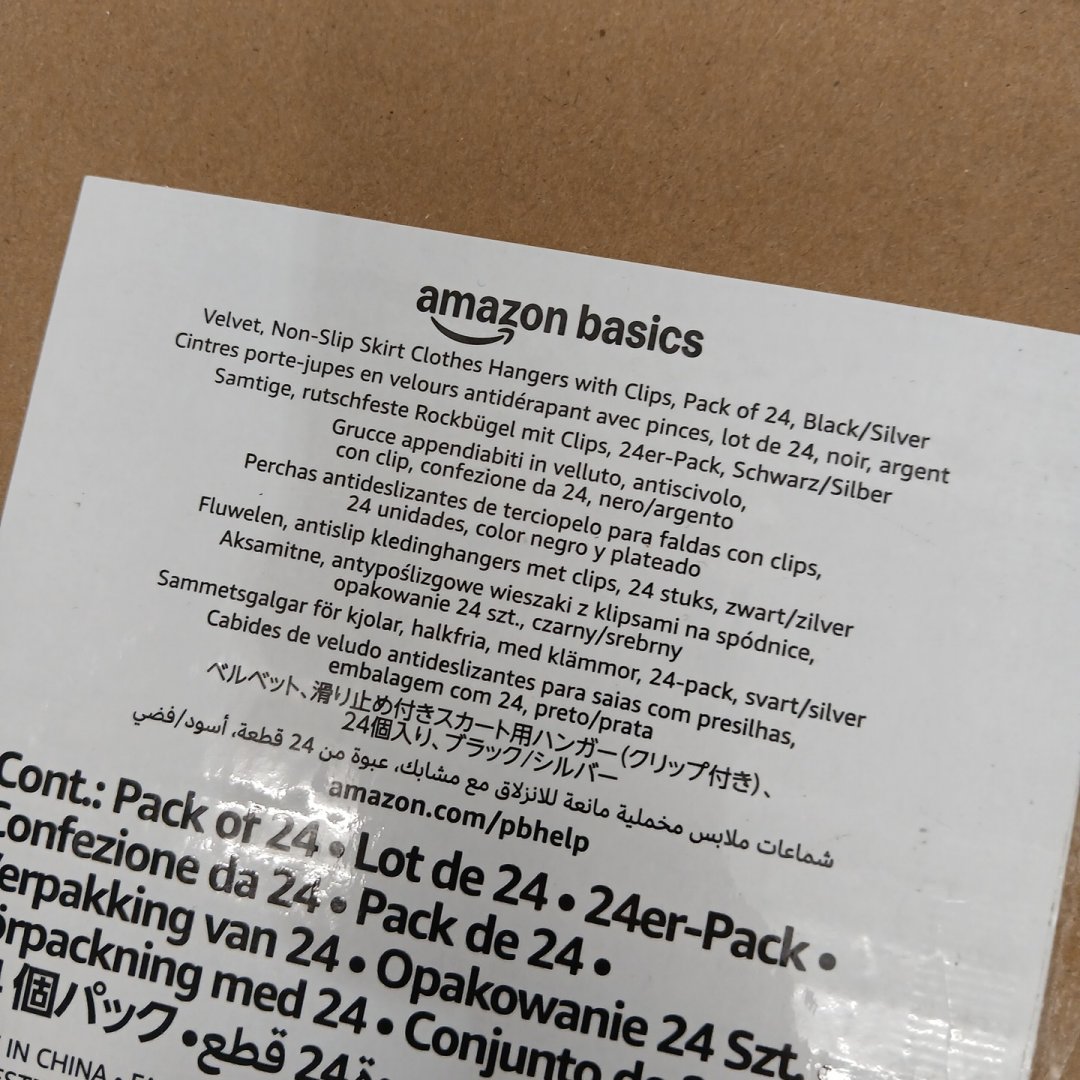 amazon basics
Velvet, Non-Slip Skirt Clothes Hangers with Clips, Pack of 24, Black/Silver
Cintres porte-jupes en velours antidérapant avec pinces, lot de 24, noir, argent
Samtige, rutschfeste Rockbügel mit Clips, 24er-Pack, Schwarz/Silber
Grucce appendiabiti in velluto, antiscivolo,
con clip, confezione da 24, nero/argento
Perchas antideslizantes de terciopelo para faldas con clips,
24 unidades, color negro y plateado
Fluwelen, antislip kledinghangers met clips, 24 stuks, zwart/zilver
Aksamitne, antypoślizgowe wieszaki z klipsami na spódnice,
opakowanie 24 szt., czarny/srebrny
Sammetsgalgar för kjolar, halkfria, med klämmor, 24-pack, svart/silver
Cabides de veludo antideslizantes para saias com presilhas,
embalagem com 24, preto/prata
ベルベット、滑り止め付きスカート用ハンガー(クリップ付き)、
24個入り、ブラック/シルバー
شماعات ملابس مخملية مانعة للانزلاق مع مشابك، عبوة من 24 قطعة، أسود/فضي
amazon.com/pbhelp
Cont.: Pack of 24 • Lot de 24 • 24er-Pack •
Confezione da 24 • Pack de 24 •
Verpakking van 24 • Opakowanie 24 Szt. •
Förpackning med 24 • Conjunto de
個パック • 24 قطع
IN CHINA •